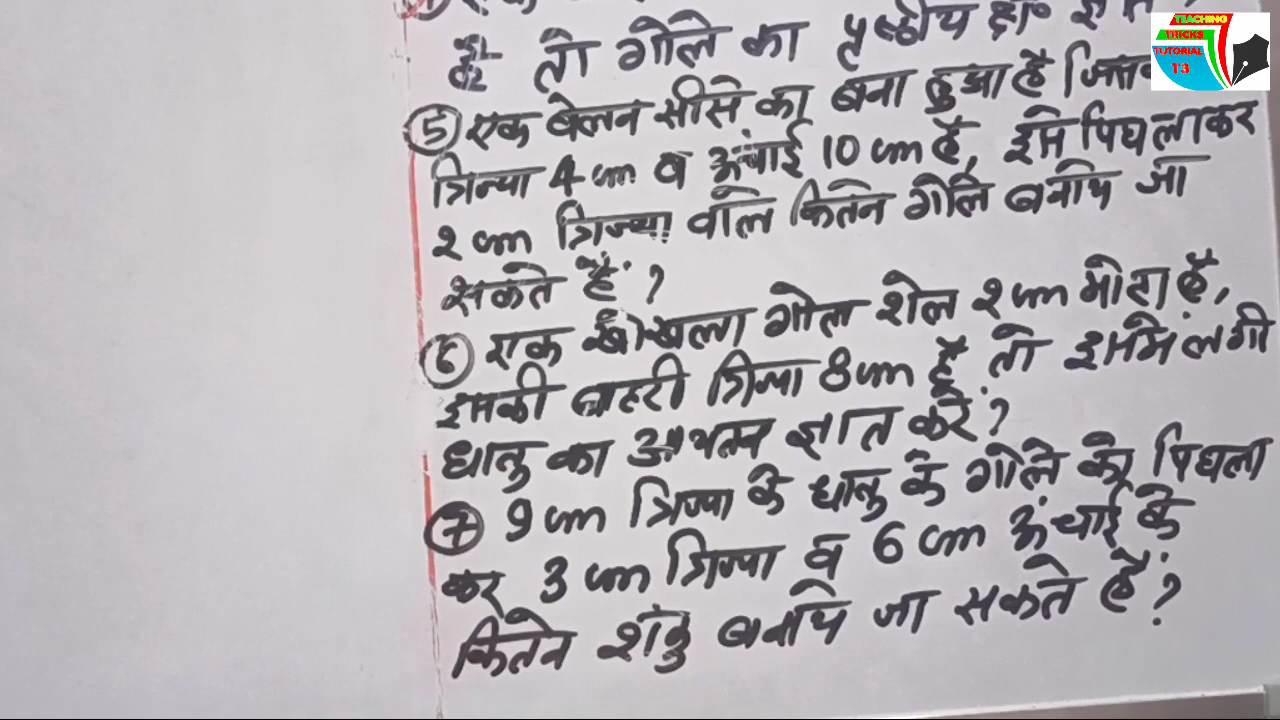 तो गोले का पृष्ठीय क्षे०
TEACHING
TRICKS
TUTORIAL
T3
⑤ एक बेलन सीसे का बना हुआ है
त्रिज्या 4 cm व ऊंचाई 10 cm है, इसे पिघलाकर
2 cm त्रिज्या वाले कितने गोले बनाये जा
सकते हैं ?
⑥ एक खोखला गोल शेल 2 cm मोटा है,
इसकी बाहरी त्रिज्या 8 cm है तो इसमें लगी
धातु का आयतन ज्ञात करे ?
⑦ 9 cm त्रिज्या के धातु के गोले को पिघला
कर 3 cm त्रिज्या व 6 cm ऊंचाई के
कितने शंकु बनाये जा सकते हैं ?